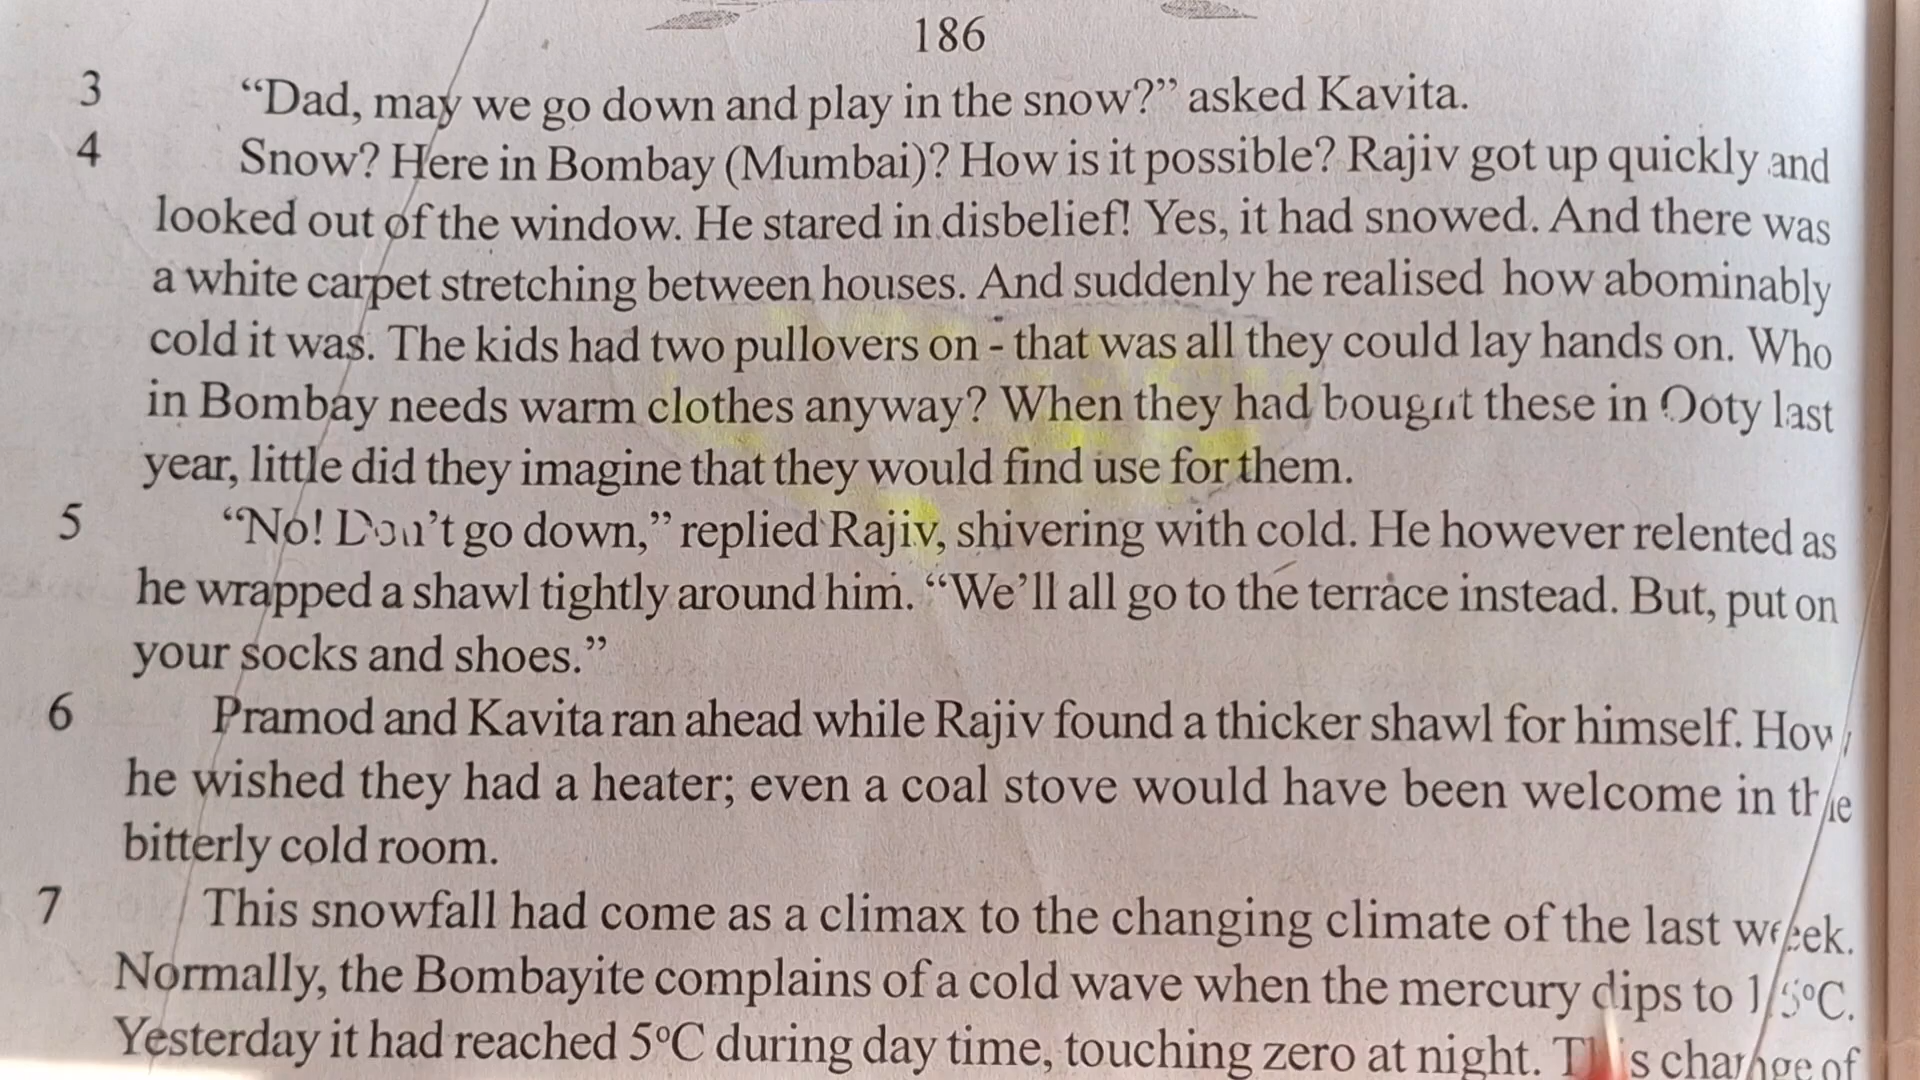 186
3 “Dad, may we go down and play in the snow?” asked Kavita.
4 Snow? Here in Bombay (Mumbai)? How is it possible? Rajiv got up quickly and
looked out of the window. He stared in disbelief! Yes, it had snowed. And there was
a white carpet stretching between houses. And suddenly he realised how abominably
cold it was. The kids had two pullovers on - that was all they could lay hands on. Who
in Bombay needs warm clothes anyway? When they had bought these in Ooty last
year, little did they imagine that they would find use for them.
5 “No! Don’t go down,” replied Rajiv, shivering with cold. He however relented as
he wrapped a shawl tightly around him. “We’ll all go to the terrace instead. But, put on
your socks and shoes.”
6 Pramod and Kavita ran ahead while Rajiv found a thicker shawl for himself. How
he wished they had a heater; even a coal stove would have been welcome in the
bitterly cold room.
7 This snowfall had come as a climax to the changing climate of the last week.
Normally, the Bombayite complains of a cold wave when the mercury dips to 15°C.
Yesterday it had reached 5°C during day time, touching zero at night. This change of